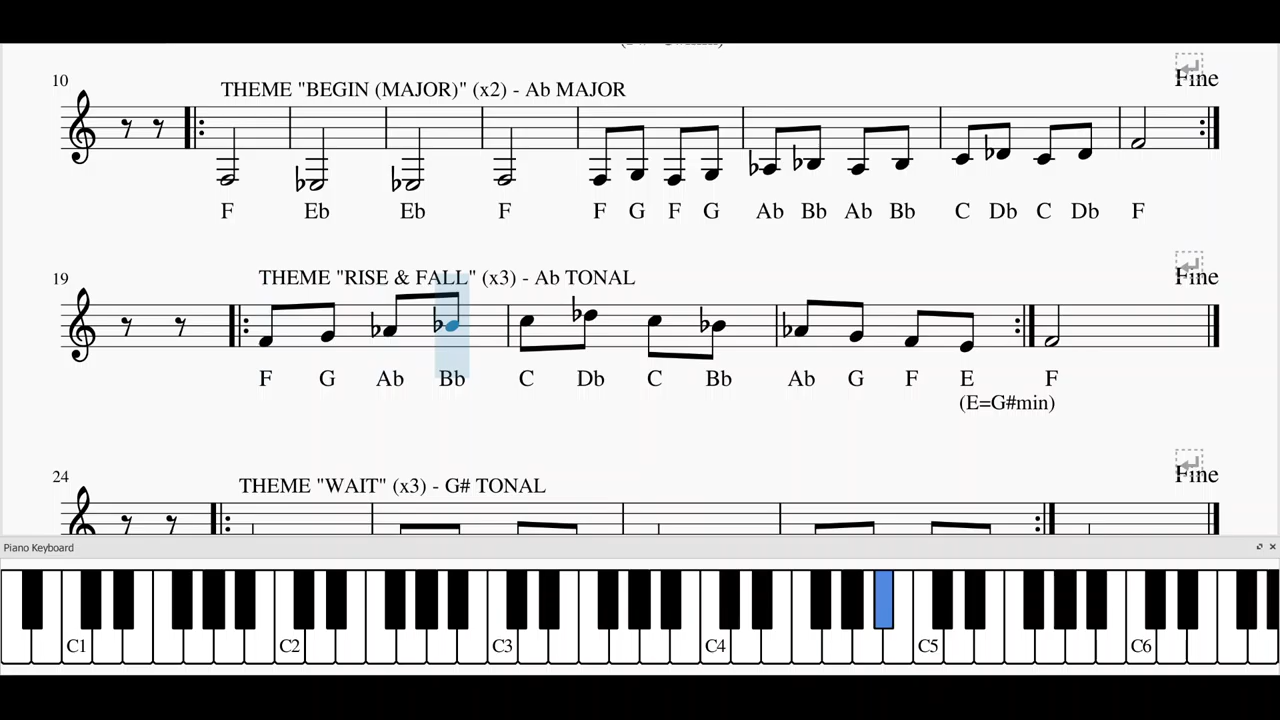 10
THEME "BEGIN (MAJOR)" (x2) - Ab MAJOR
Fine
F Eb Eb F F G F G Ab Bb Ab Bb C Db C Db F
19
THEME "RISE & FALL" (x3) - Ab TONAL
Fine
F G Ab Bb C Db C Bb Ab G F E F
(E=G#min)
24
THEME "WAIT" (x3) - G# TONAL
Fine
Piano Keyboard
C1 C2 C3 C4 C5 C6